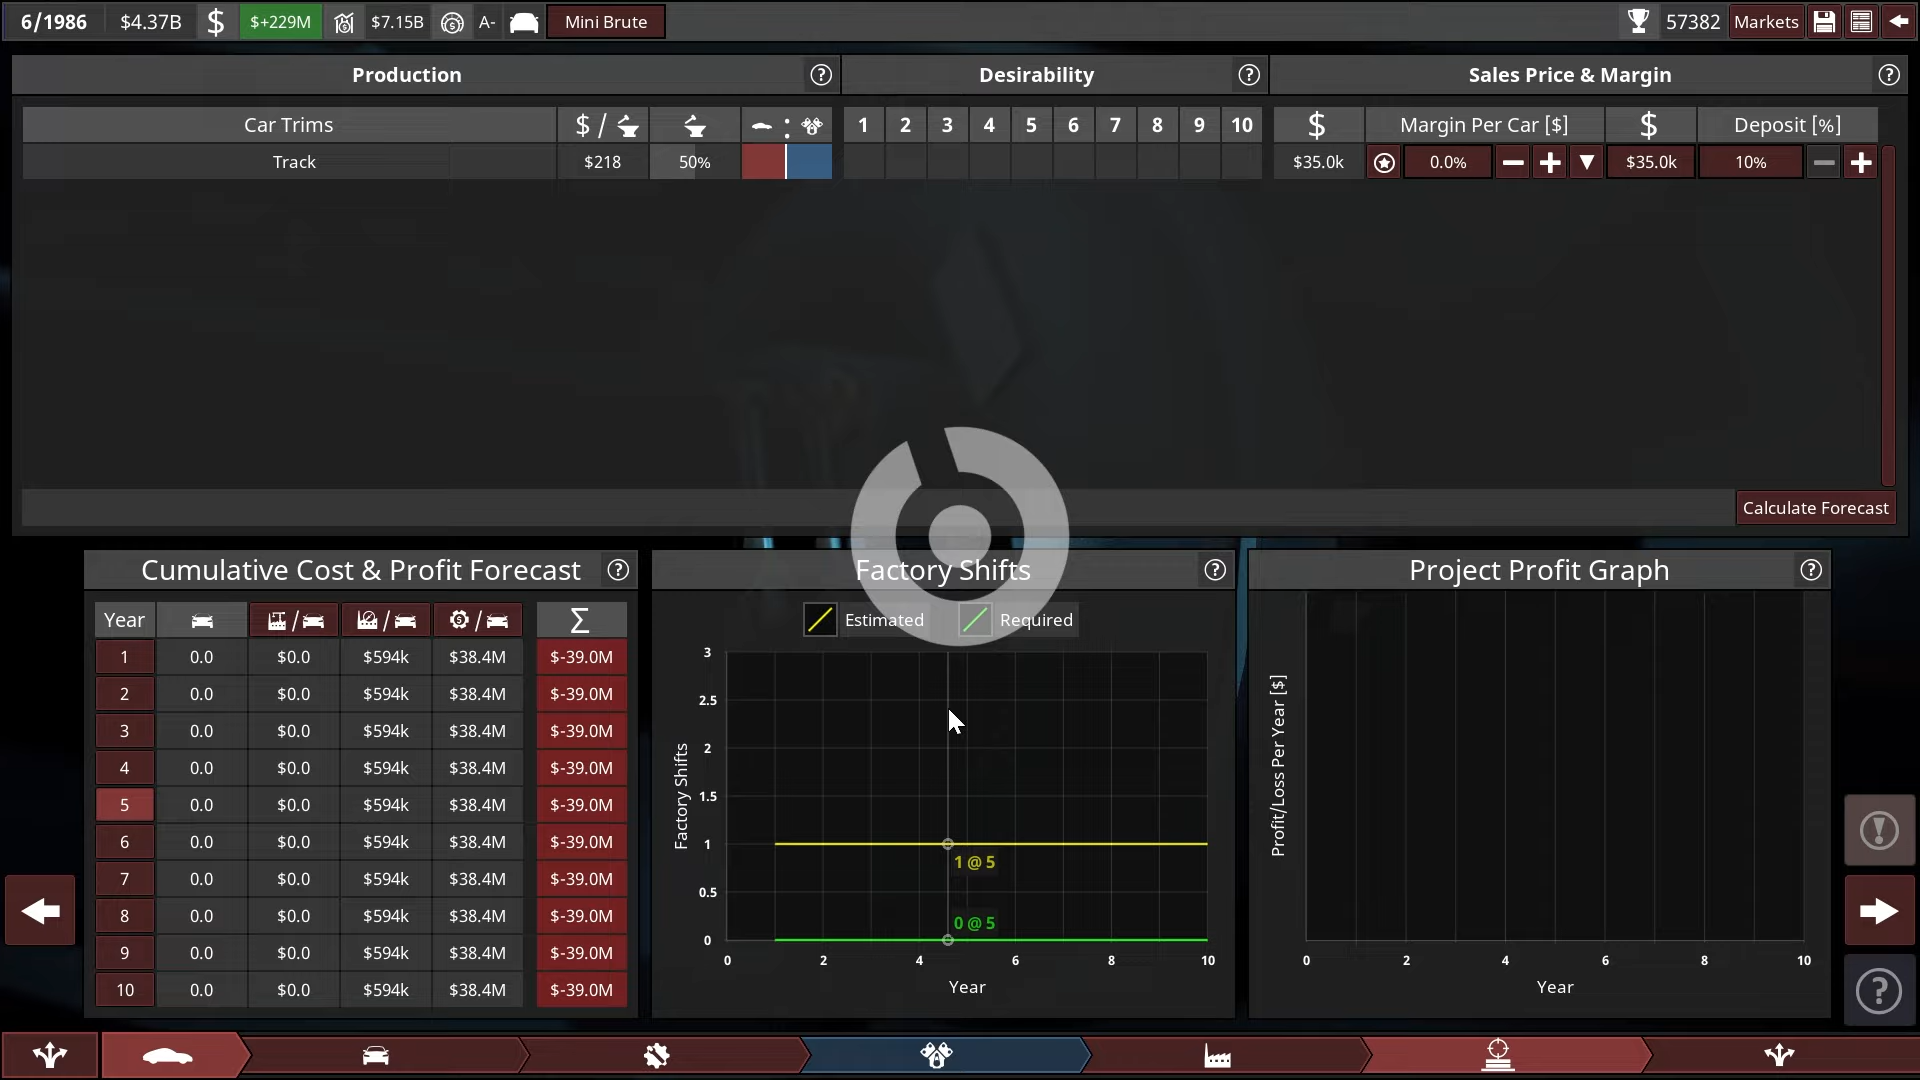 6/1986 $4.37B $ $+229M $7.15B A- Mini Brute 57382 Markets
Production ? Desirability ? Sales Price & Margin ?
Car Trims $ / : 1 2 3 4 5 6 7 8 9 10 $ Margin Per Car [$] $ Deposit [%]
Track $218 50% $35.0k 0.0% $35.0k 10%
Calculate Forecast
Cumulative Cost & Profit Forecast ?
Year / / / Σ
1 0.0 $0.0 $594k $38.4M $-39.0M
2 0.0 $0.0 $594k $38.4M $-39.0M
3 0.0 $0.0 $594k $38.4M $-39.0M
4 0.0 $0.0 $594k $38.4M $-39.0M
5 0.0 $0.0 $594k $38.4M $-39.0M
6 0.0 $0.0 $594k $38.4M $-39.0M
7 0.0 $0.0 $594k $38.4M $-39.0M
8 0.0 $0.0 $594k $38.4M $-39.0M
9 0.0 $0.0 $594k $38.4M $-39.0M
10 0.0 $0.0 $594k $38.4M $-39.0M
Factory Shifts ?
Estimated Required
Factory Shifts
3
2.5
2
1.5
1
0.5
0
1 @ 5
0 @ 5
0 2 4 6 8 10
Year
Project Profit Graph ?
Profit/Loss Per Year [$]
0 2 4 6 8 10
Year
!
?